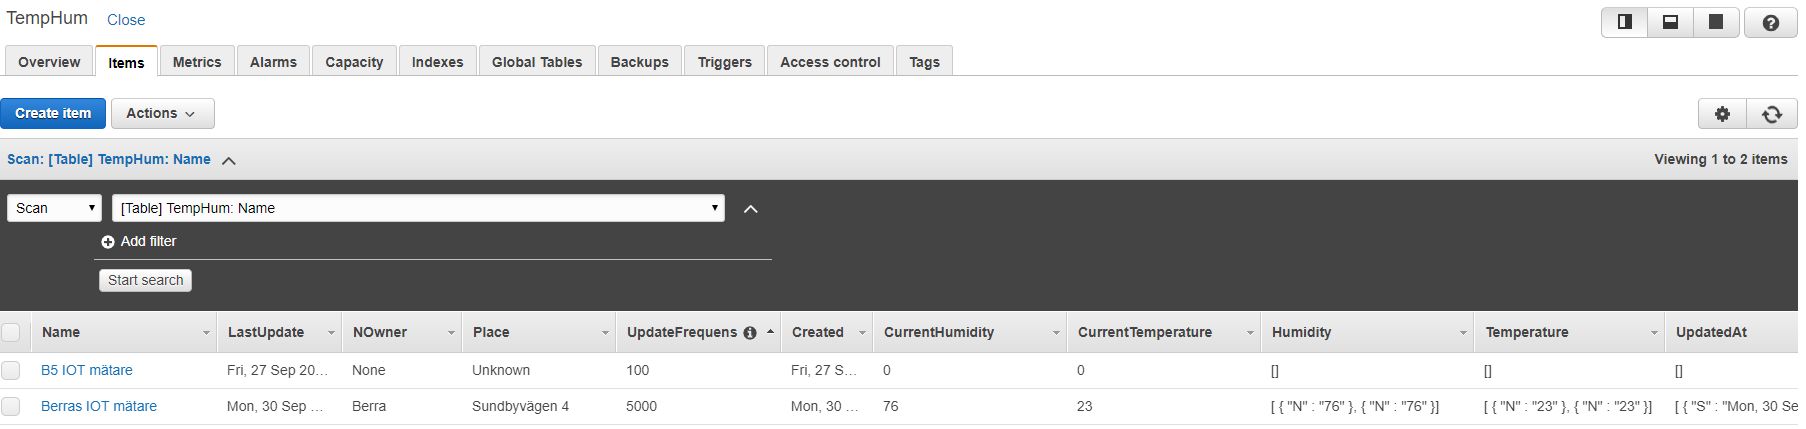 TempHum Close
Overview Items Metrics Alarms Capacity Indexes Global Tables Backups Triggers Access control Tags
Create item Actions
Scan: [Table] TempHum: Name Viewing 1 to 2 items
Scan [Table] TempHum: Name
Add filter
Start search
Name LastUpdate NOwner Place UpdateFrequens Created CurrentHumidity CurrentTemperature Humidity Temperature UpdatedAt
B5 IOT mätare Fri, 27 Sep 20... None Unknown 100 Fri, 27 S... 0 0 [] [] []
Berras IOT mätare Mon, 30 Sep ... Berra Sundbyvägen 4 5000 Mon, 30 ... 76 23 [ { "N" : "76" }, { "N" : "76" }] [ { "N" : "23" }, { "N" : "23" }] [ { "S" : "Mon, 30 Se